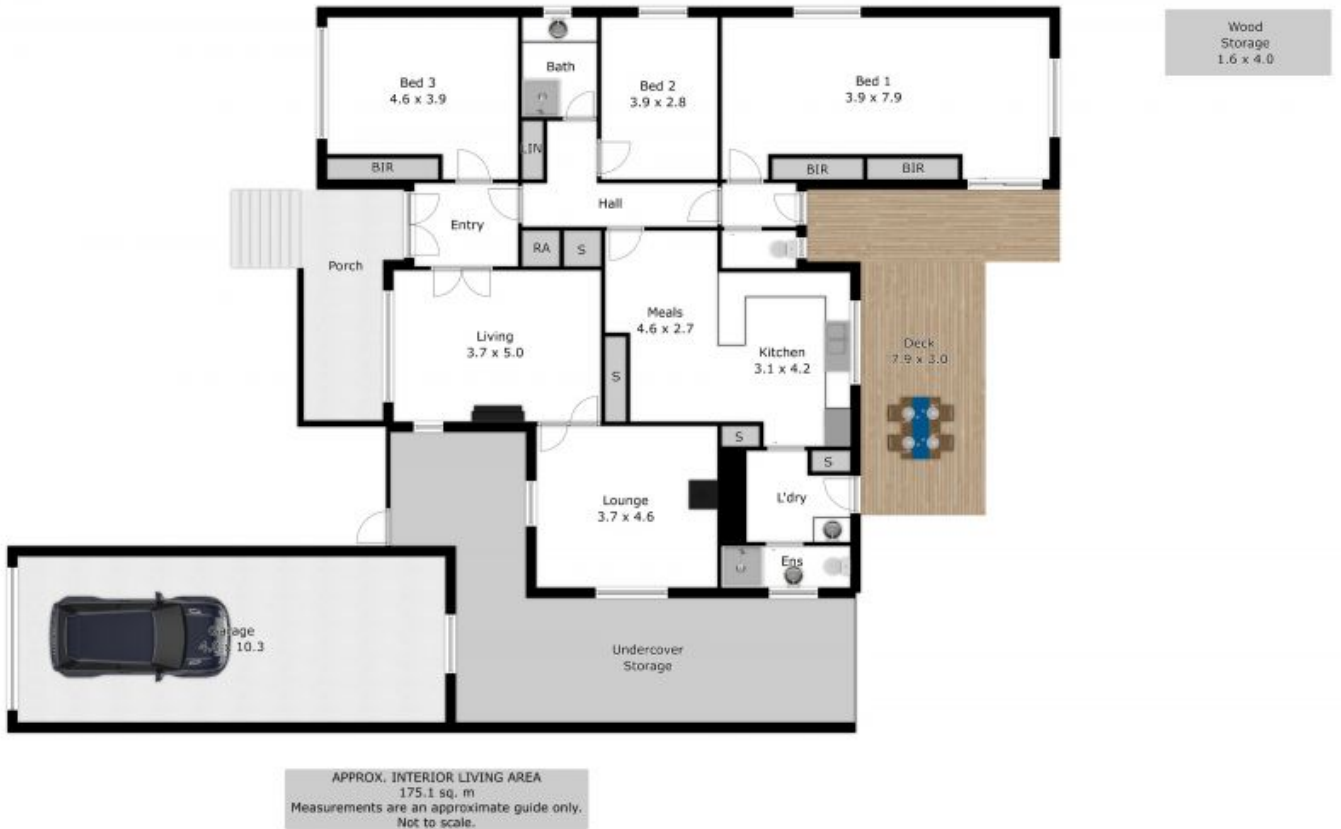 Wood
Storage
1.6 x 4.0
Bed 3
4.6 x 3.9
Bath
Bed 2
3.9 x 2.8
Bed 1
3.9 x 7.9
LIN
BIR
BIR
BIR
Hall
Entry
RA
S
Porch
Living
3.7 x 5.0
Meals
4.6 x 2.7
Kitchen
3.1 x 4.2
Deck
7.9 x 3.0
S
S
S
Lounge
3.7 x 4.6
L'dry
Ens
10.3
Undercover
Storage
APPROX. INTERIOR LIVING AREA
175.1 sq. m
Measurements are an approximate guide only.
Not to scale.